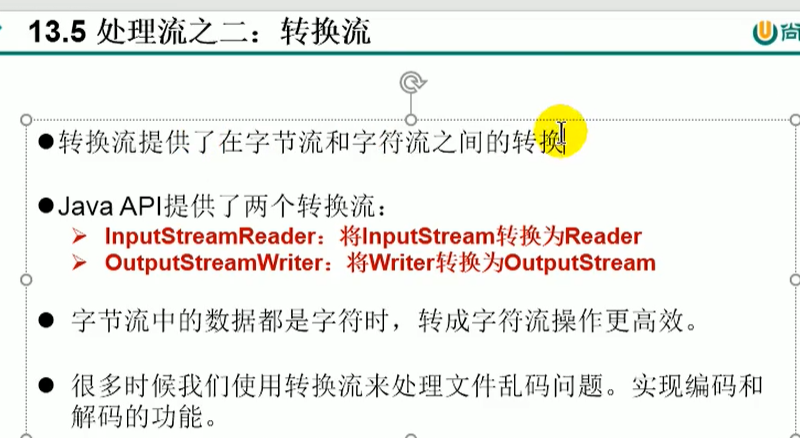 13.5 处理流之二：转换流
尚
●转换流提供了在字节流和字符流之间的转换
●Java API提供了两个转换流：
➢ InputStreamReader：将InputStream转换为Reader
➢ OutputStreamWriter：将Writer转换为OutputStream
● 字节流中的数据都是字符时，转成字符流操作更高效。
● 很多时候我们使用转换流来处理文件乱码问题。实现编码和
解码的功能。